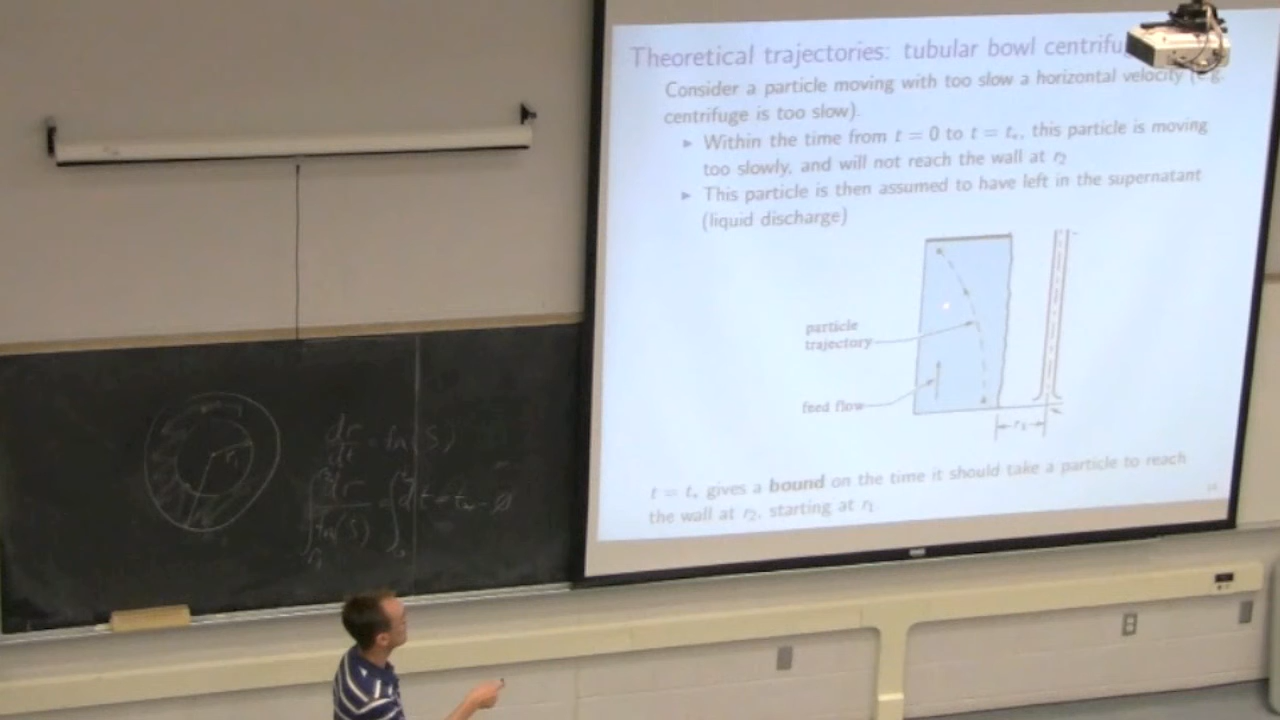 Theoretical trajectories: tubular bowl centrifu
Consider a particle moving with too slow a horizontal velocity (e.g.
centrifuge is too slow).
► Within the time from t = 0 to t = t*, this particle is moving
too slowly, and will not reach the wall at r₂
► This particle is then assumed to have left in the supernatant
(liquid discharge)
particle
trajectory
feed flow
t = t* gives a bound on the time it should take a particle to reach
the wall at r₂, starting at r₁.
dr
dt